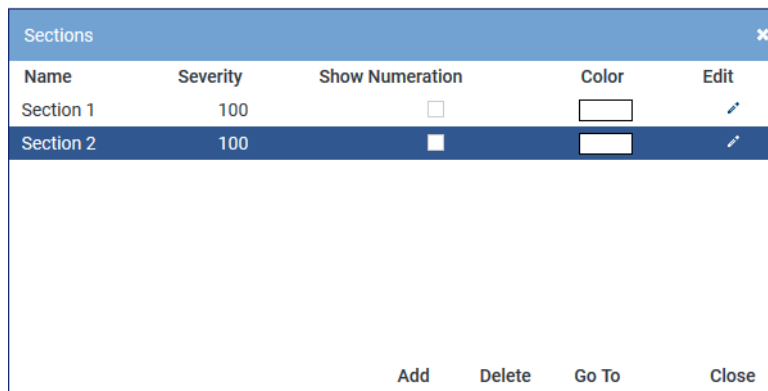 Sections
Name Severity Show Numeration Color Edit
Section 1 100
Section 2 100
Add Delete Go To Close